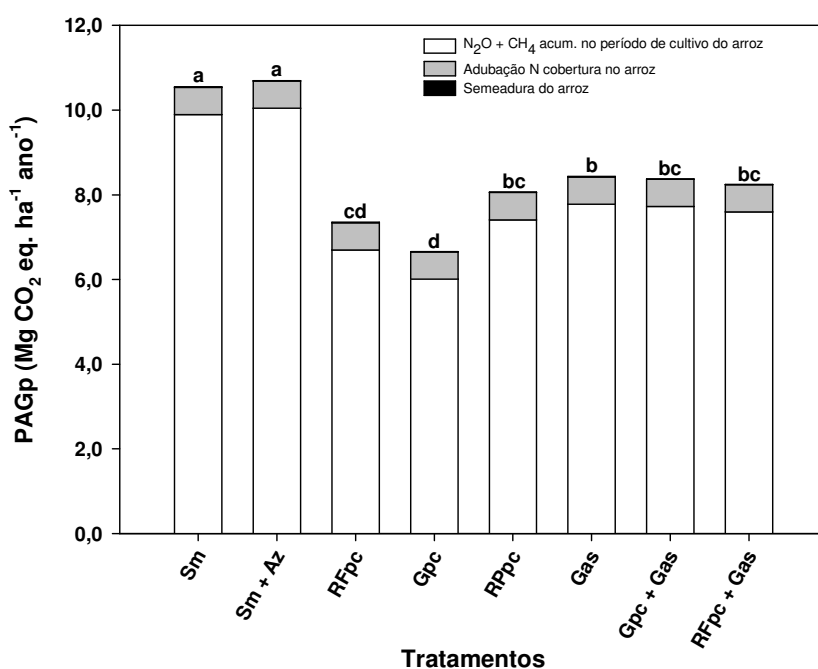 12,0
10,0
8,0
6,0
4,0
2,0
0,0
PAGp (Mg CO2 eq. ha-1 ano-1)
N2O + CH4 acum. no período de cultivo do arroz
Adubação N cobertura no arroz
Semeadura do arroz
a
a
cd
d
bc
b
bc
bc
Sm
Sm + Az
RFpc
Gpc
RPpc
Gas
Gpc + Gas
RFpc + Gas
Tratamentos